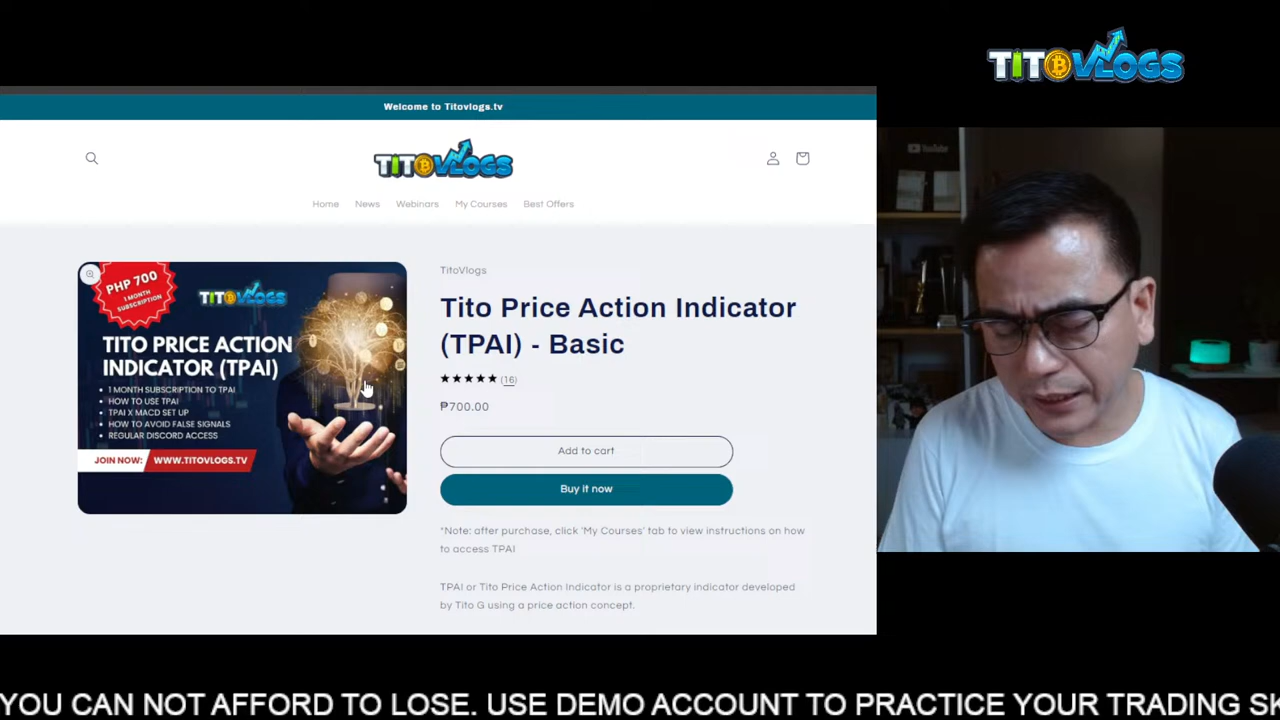 TITOVLOGS
YouTube
Welcome to Titovlogs.tv
TITOVLOGS
Home
News
Webinars
My Courses
Best Offers
PHP 700
1 MONTH
SUBSCRIPTION
TITOVLOGS
TITO PRICE ACTION
INDICATOR (TPAI)
• 1 MONTH SUBSCRIPTION TO TPAI
• HOW TO USE TPAI
• TPAI X MACD SET UP
• HOW TO AVOID FALSE SIGNALS
• REGULAR DISCORD ACCESS
JOIN NOW: WWW.TITOVLOGS.TV
TitoVlogs
Tito Price Action Indicator
(TPAI) - Basic
★★★★★ (16)
₱700.00
Add to cart
Buy it now
*Note: after purchase, click 'My Courses' tab to view instructions on how
to access TPAI
TPAI or Tito Price Action Indicator is a proprietary indicator developed
by Tito G using a price action concept.
YOU CAN NOT AFFORD TO LOSE. USE DEMO ACCOUNT TO PRACTICE YOUR TRADING SK